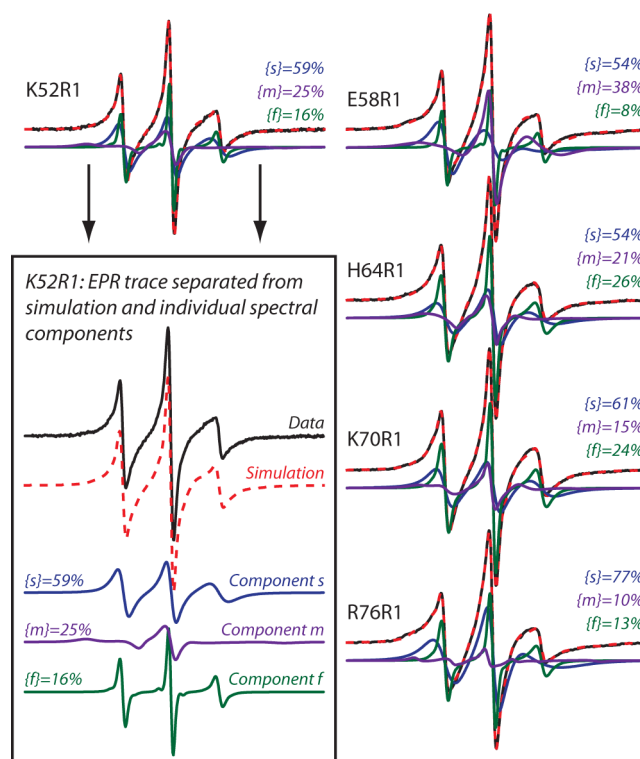 K52R1
{s}=59%
{m}=25%
{f}=16%
K52R1: EPR trace separated from
simulation and individual spectral
components
Data
Simulation
{s}=59%
Component s
{m}=25%
Component m
{f}=16%
Component f
E58R1
{s}=54%
{m}=38%
{f}=8%
H64R1
{s}=54%
{m}=21%
{f}=26%
K70R1
{s}=61%
{m}=15%
{f}=24%
R76R1
{s}=77%
{m}=10%
{f}=13%